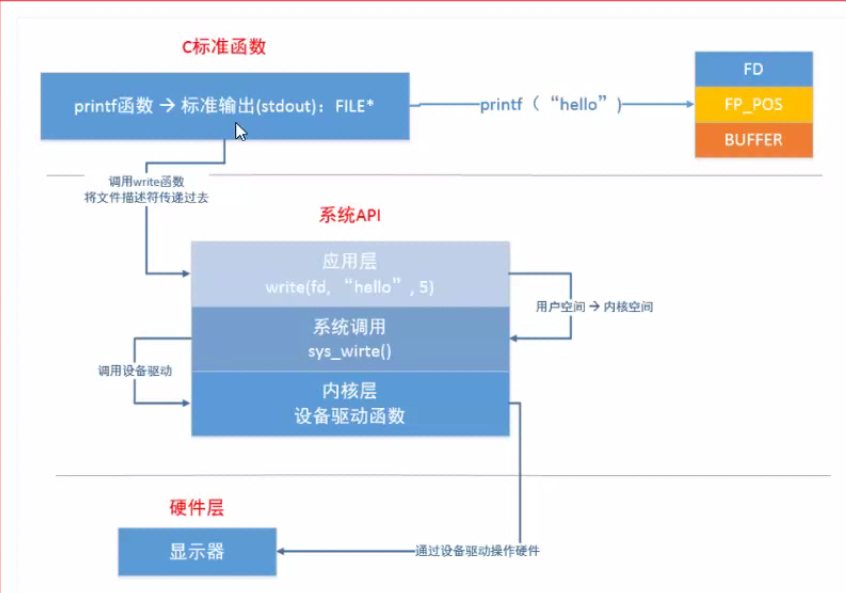 C标准函数
printf函数 → 标准输出(stdout)：FILE*
printf（“hello”）
FD
FP_POS
BUFFER
调用write函数
将文件描述符传递过去
系统API
应用层
write(fd, “hello”, 5)
用户空间 → 内核空间
系统调用
sys_wirte()
调用设备驱动
内核层
设备驱动函数
硬件层
显示器
通过设备驱动操作硬件